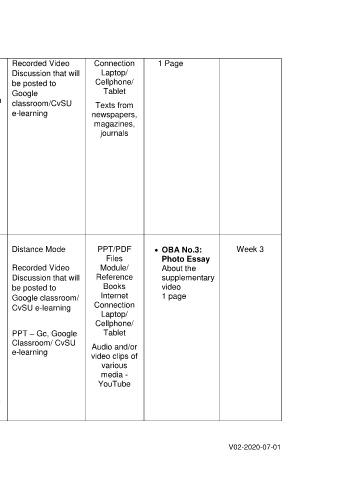 Recorded Video
Discussion that will
be posted to
Google
classroom/CvSU
e-learning
Connection
Laptop/
Cellphone/
Tablet
Texts from
newspapers,
magazines,
journals
1 Page
Distance Mode
Recorded Video
Discussion that will
be posted to
Google classroom/
CvSU e-learning
PPT – Gc, Google
Classroom/ CvSU
e-learning
PPT/PDF
Files
Module/
Reference
Books
Internet
Connection
Laptop/
Cellphone/
Tablet
Audio and/or
video clips of
various
media -
YouTube
• OBA No.3:
Photo Essay
About the
supplementary
video
1 page
Week 3
V02-2020-07-01